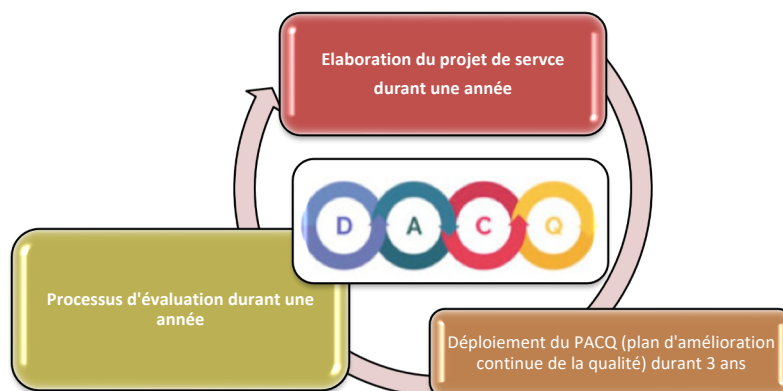 Elaboration du projet de servce
durant une année
D A C Q
Processus d'évaluation durant une
année
Déploiement du PACQ (plan d'amélioration
continue de la qualité) durant 3 ans